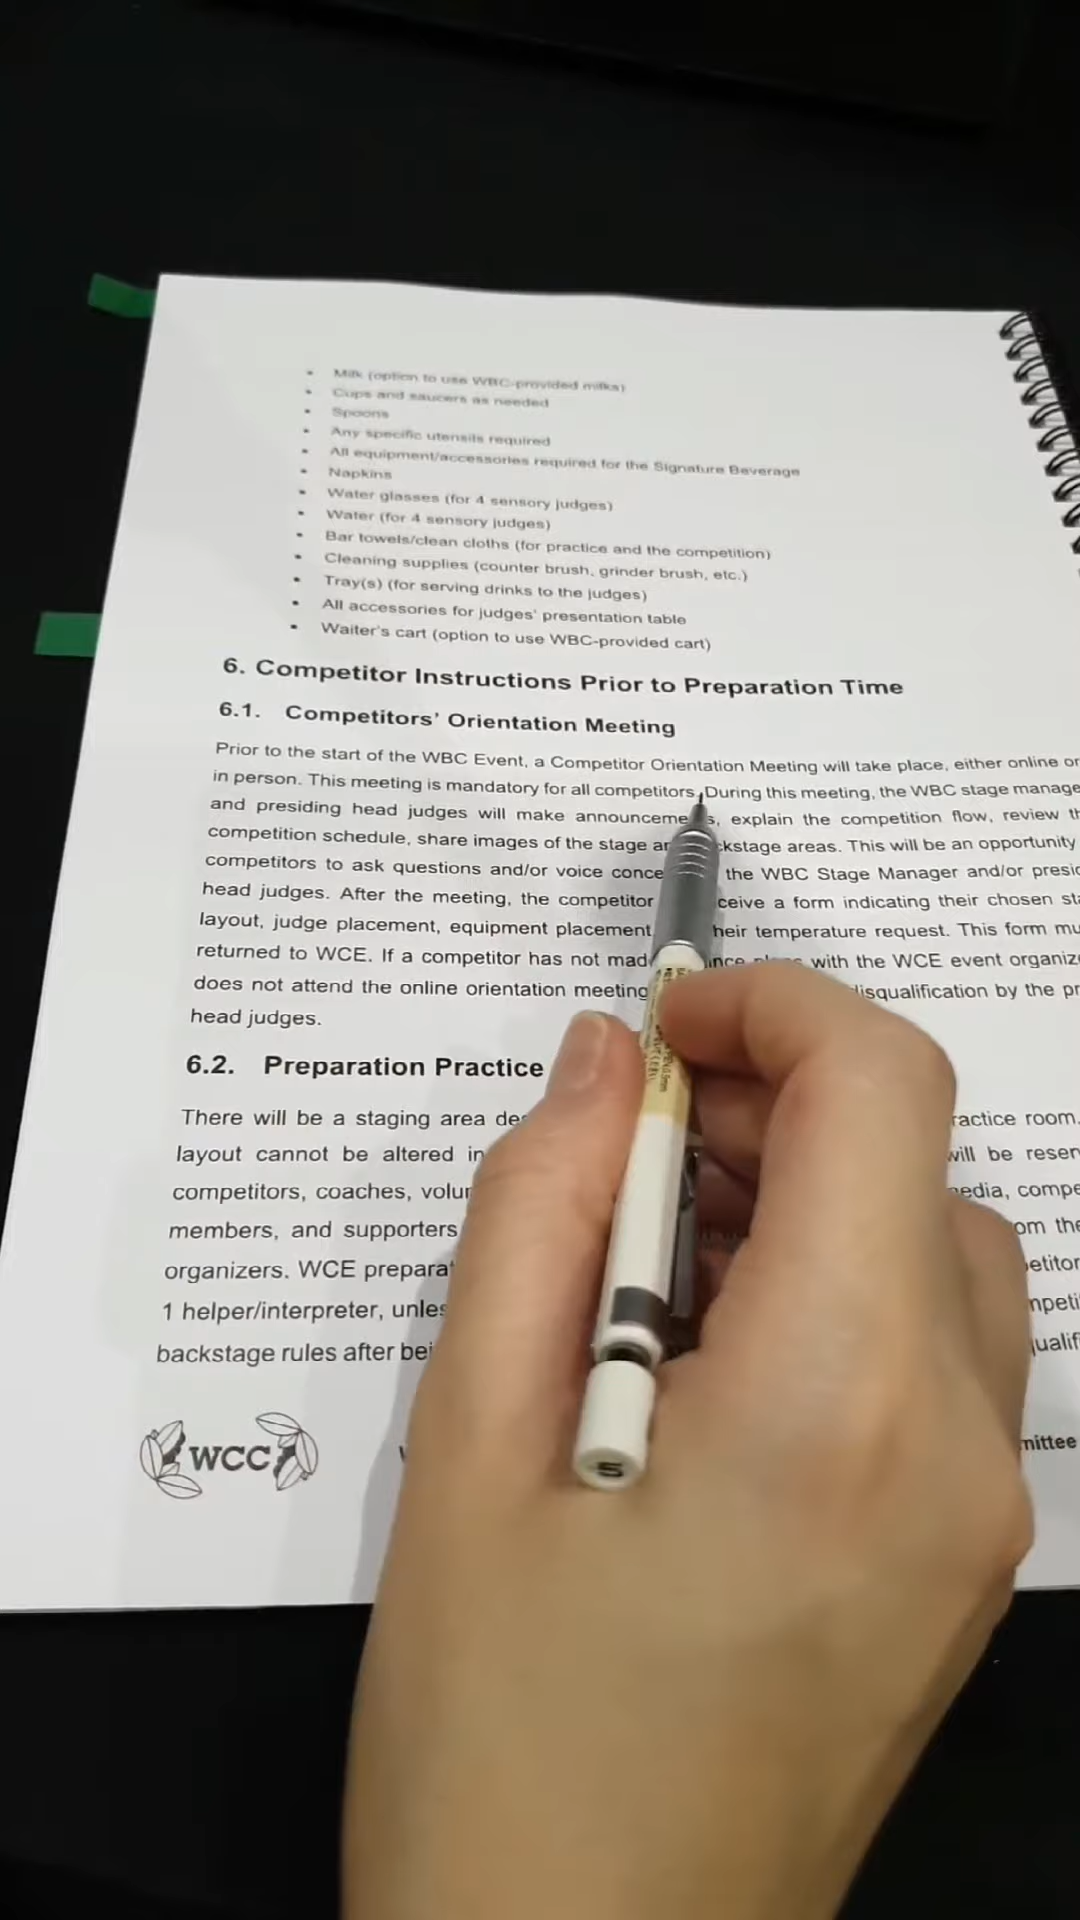 Milk (option to use WBC-provided milks)
Cups and saucers as needed
Spoons
Any specific utensils required
All equipment/accessories required for the Signature Beverage
Napkins
Water glasses (for 4 sensory judges)
Water (for 4 sensory judges)
Bar towels/clean cloths (for practice and the competition)
Cleaning supplies (counter brush, grinder brush, etc.)
Tray(s) (for serving drinks to the judges)
All accessories for judges' presentation table
Waiter's cart (option to use WBC-provided cart)
6. Competitor Instructions Prior to Preparation Time
6.1. Competitors' Orientation Meeting
Prior to the start of the WBC Event, a Competitor Orientation Meeting will take place, either online or
in person. This meeting is mandatory for all competitors. During this meeting, the WBC stage manage
and presiding head judges will make announceme s, explain the competition flow, review th
competition schedule, share images of the stage ckstage areas. This will be an opportunity
competitors to ask questions and/or voice conce the WBC Stage Manager and/or presid
head judges. After the meeting, the competitor ceive a form indicating their chosen sta
layout, judge placement, equipment placement heir temperature request. This form mu
returned to WCE. If a competitor has not mad with the WCE event organize
does not attend the online orientation meeting isqualification by the pr
head judges.
6.2. Preparation Practice
There will be a staging area de ractice room.
layout cannot be altered in will be reser
competitors, coaches, volu edia, compe
members, and supporters om the
organizers. WCE prepara etitor
1 helper/interpreter, unles mpeti
backstage rules after bei ualif
WCC mittee
5